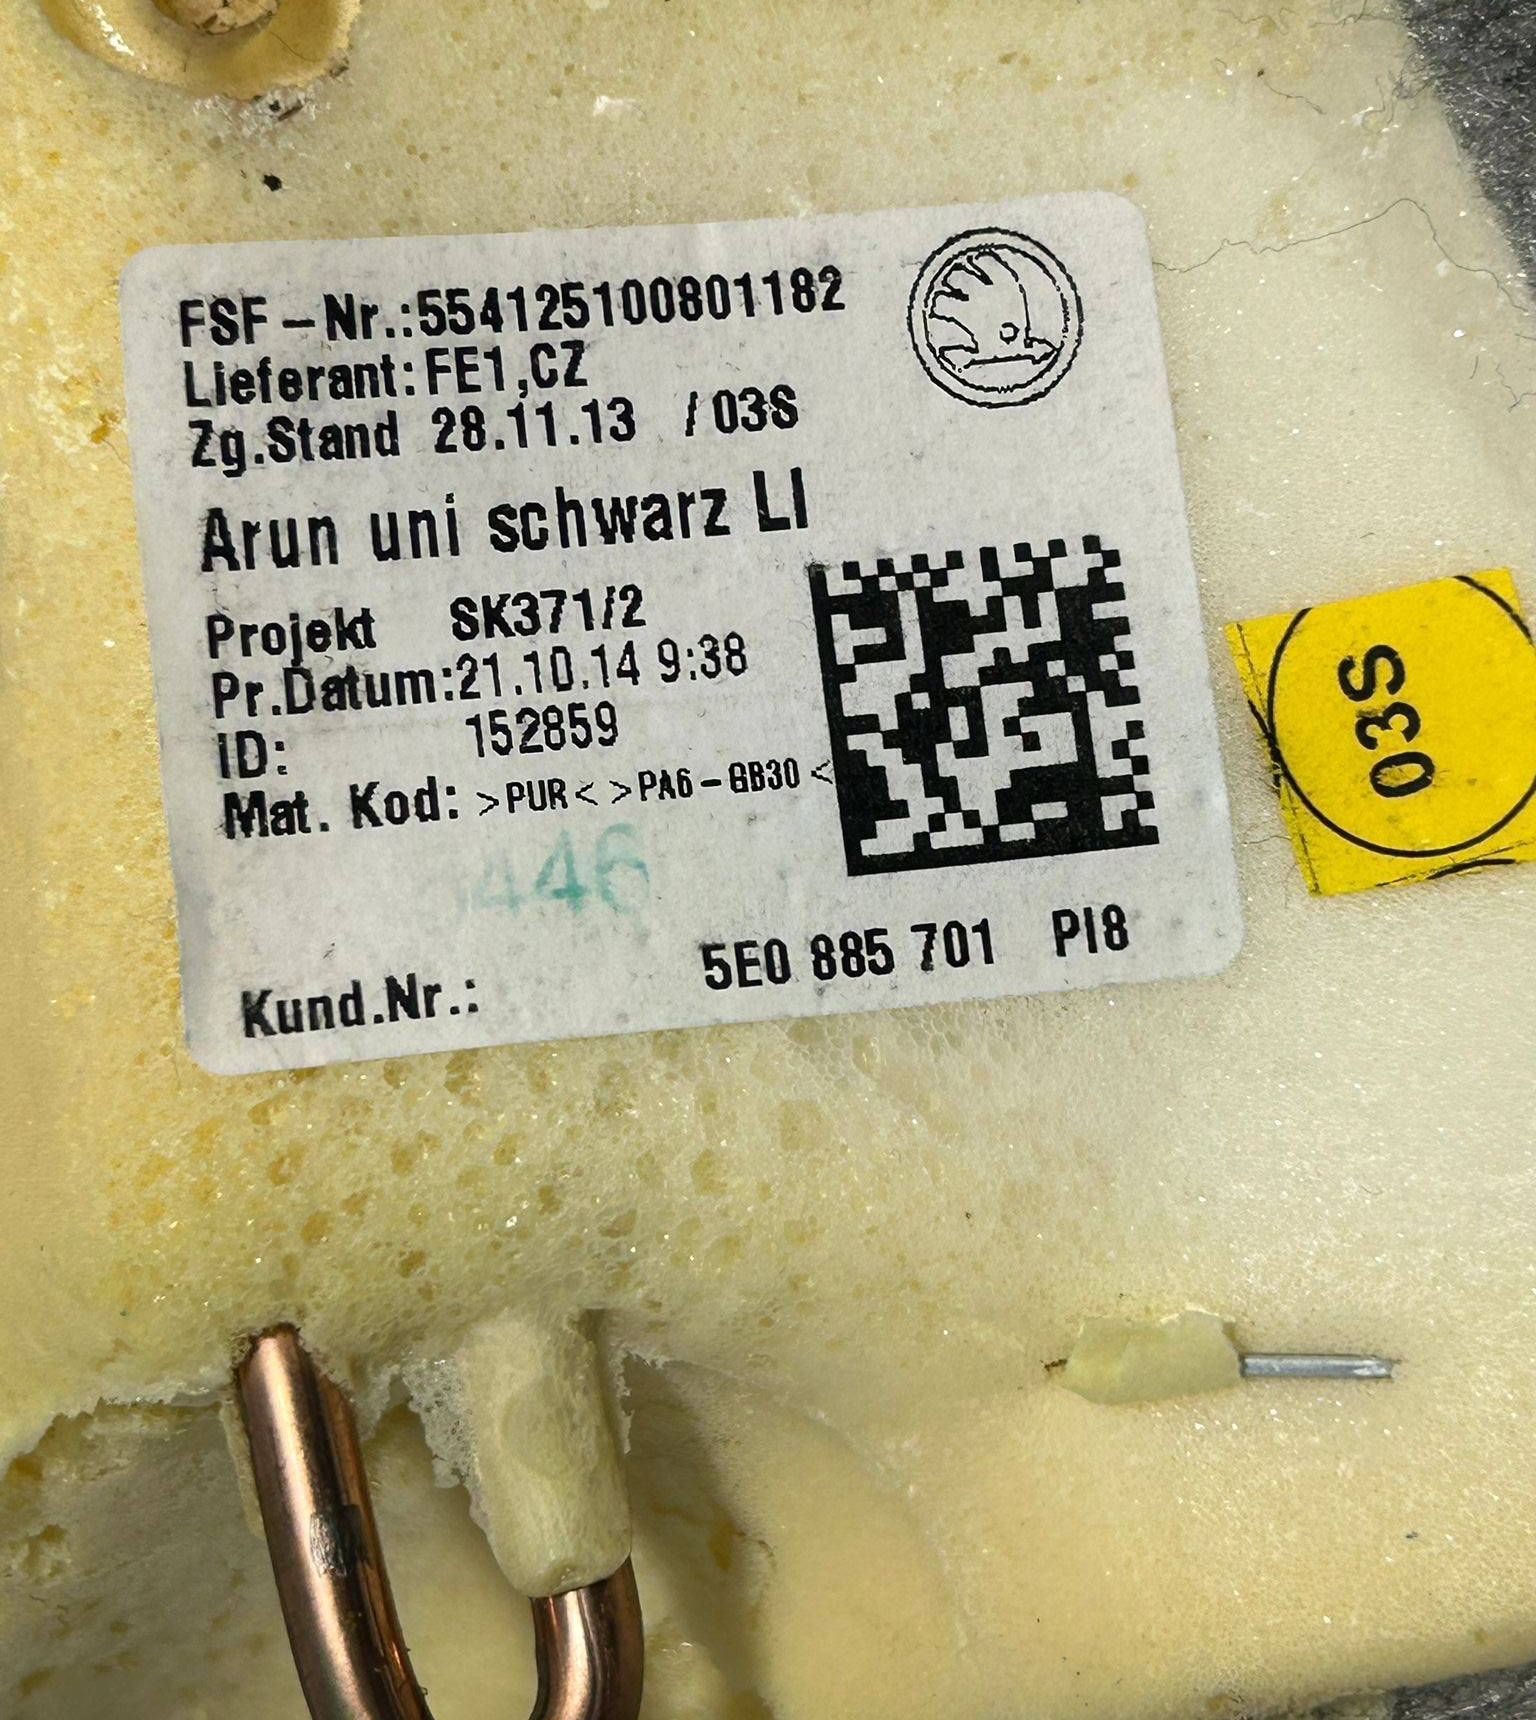 FSF-Nr.:554125100801182
Lieferant: FE1,CZ
Zg.Stand 28.11.13 / 03S
Arun uni schwarz LI
Projekt SK371/2
Pr.Datum:21.10.14 9:38
ID: 152859
Mat. Kod: >PUR< >PA6-GB30<
446
Kund.Nr.: 5E0 885 701 PI8
03S